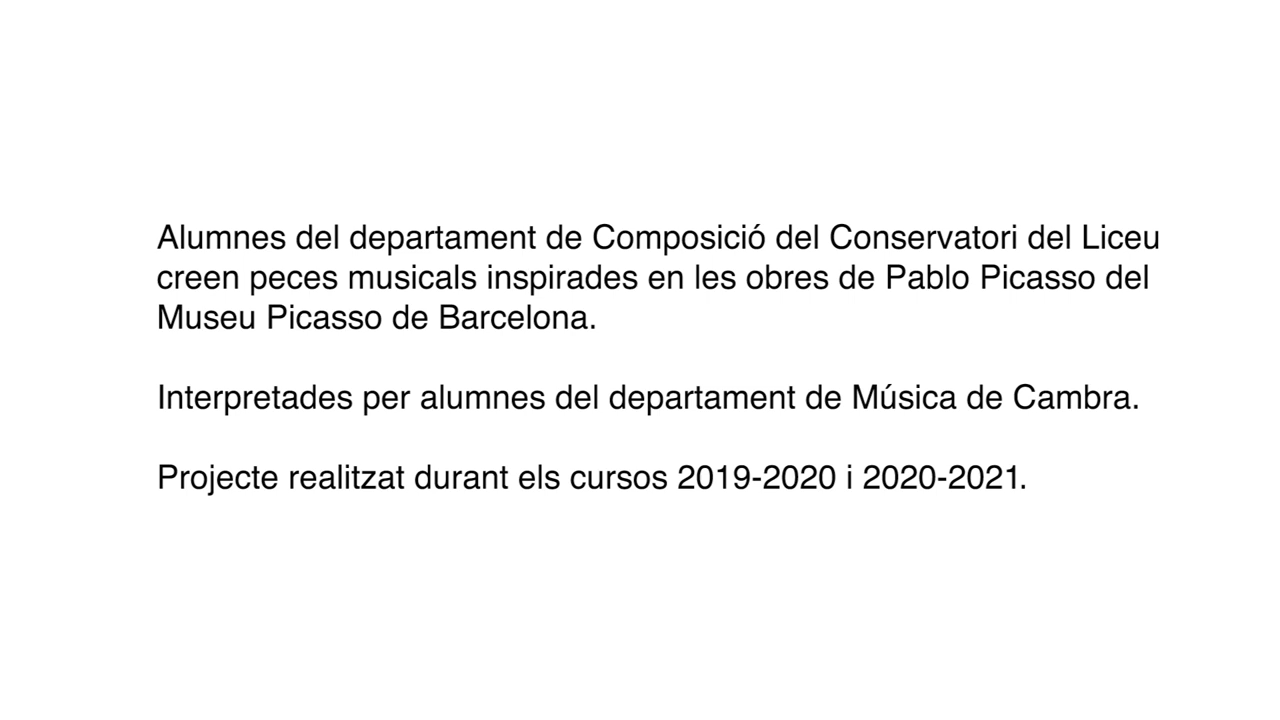 Alumnes del departament de Composició del Conservatori del Liceu
creen peces musicals inspirades en les obres de Pablo Picasso del
Museu Picasso de Barcelona.
Interpretades per alumnes del departament de Música de Cambra.
Projecte realitzat durant els cursos 2019-2020 i 2020-2021.